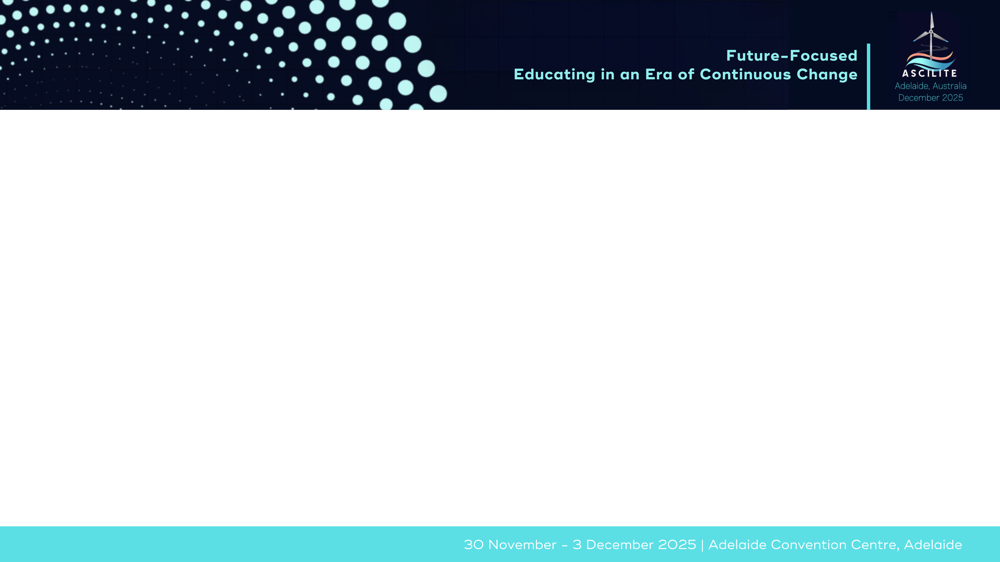 Future-Focused
Educating in an Era of Continuous Change
ASCILITE
Adelaide, Australia
December 2025
30 November - 3 December 2025 | Adelaide Convention Centre, Adelaide